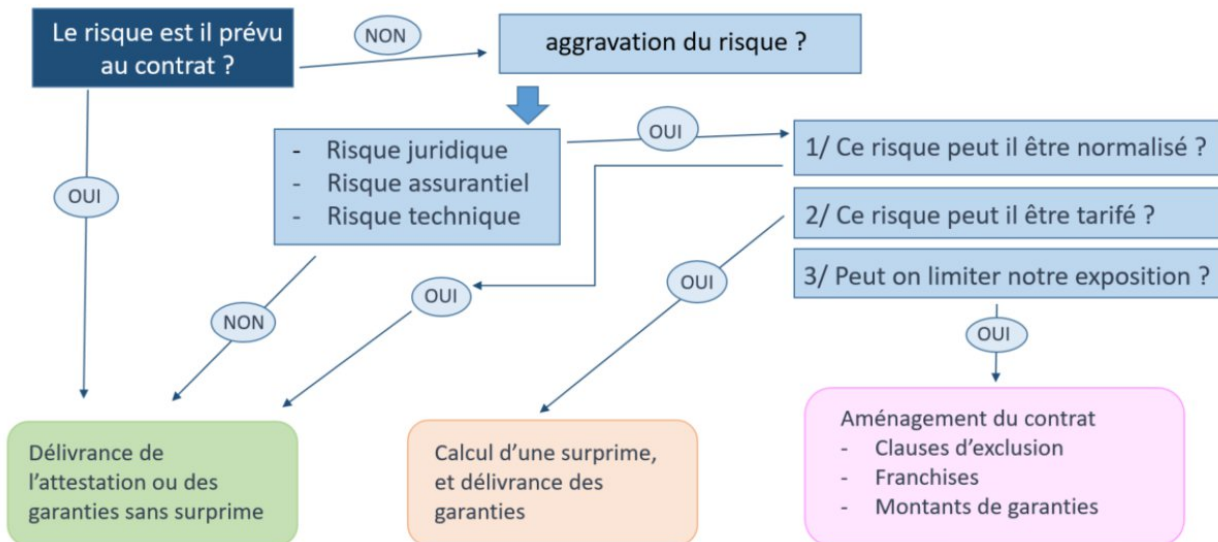 Le risque est il prévu
au contrat ?
NON
aggravation du risque ?
OUI
- Risque juridique
- Risque assurantiel
- Risque technique
OUI
1/ Ce risque peut il être normalisé ?
2/ Ce risque peut il être tarifé ?
3/ Peut on limiter notre exposition ?
NON
OUI
OUI
OUI
Délivrance de
l’attestation ou des
garanties sans surprime
Calcul d’une surprime,
et délivrance des
garanties
Aménagement du contrat
- Clauses d’exclusion
- Franchises
- Montants de garanties